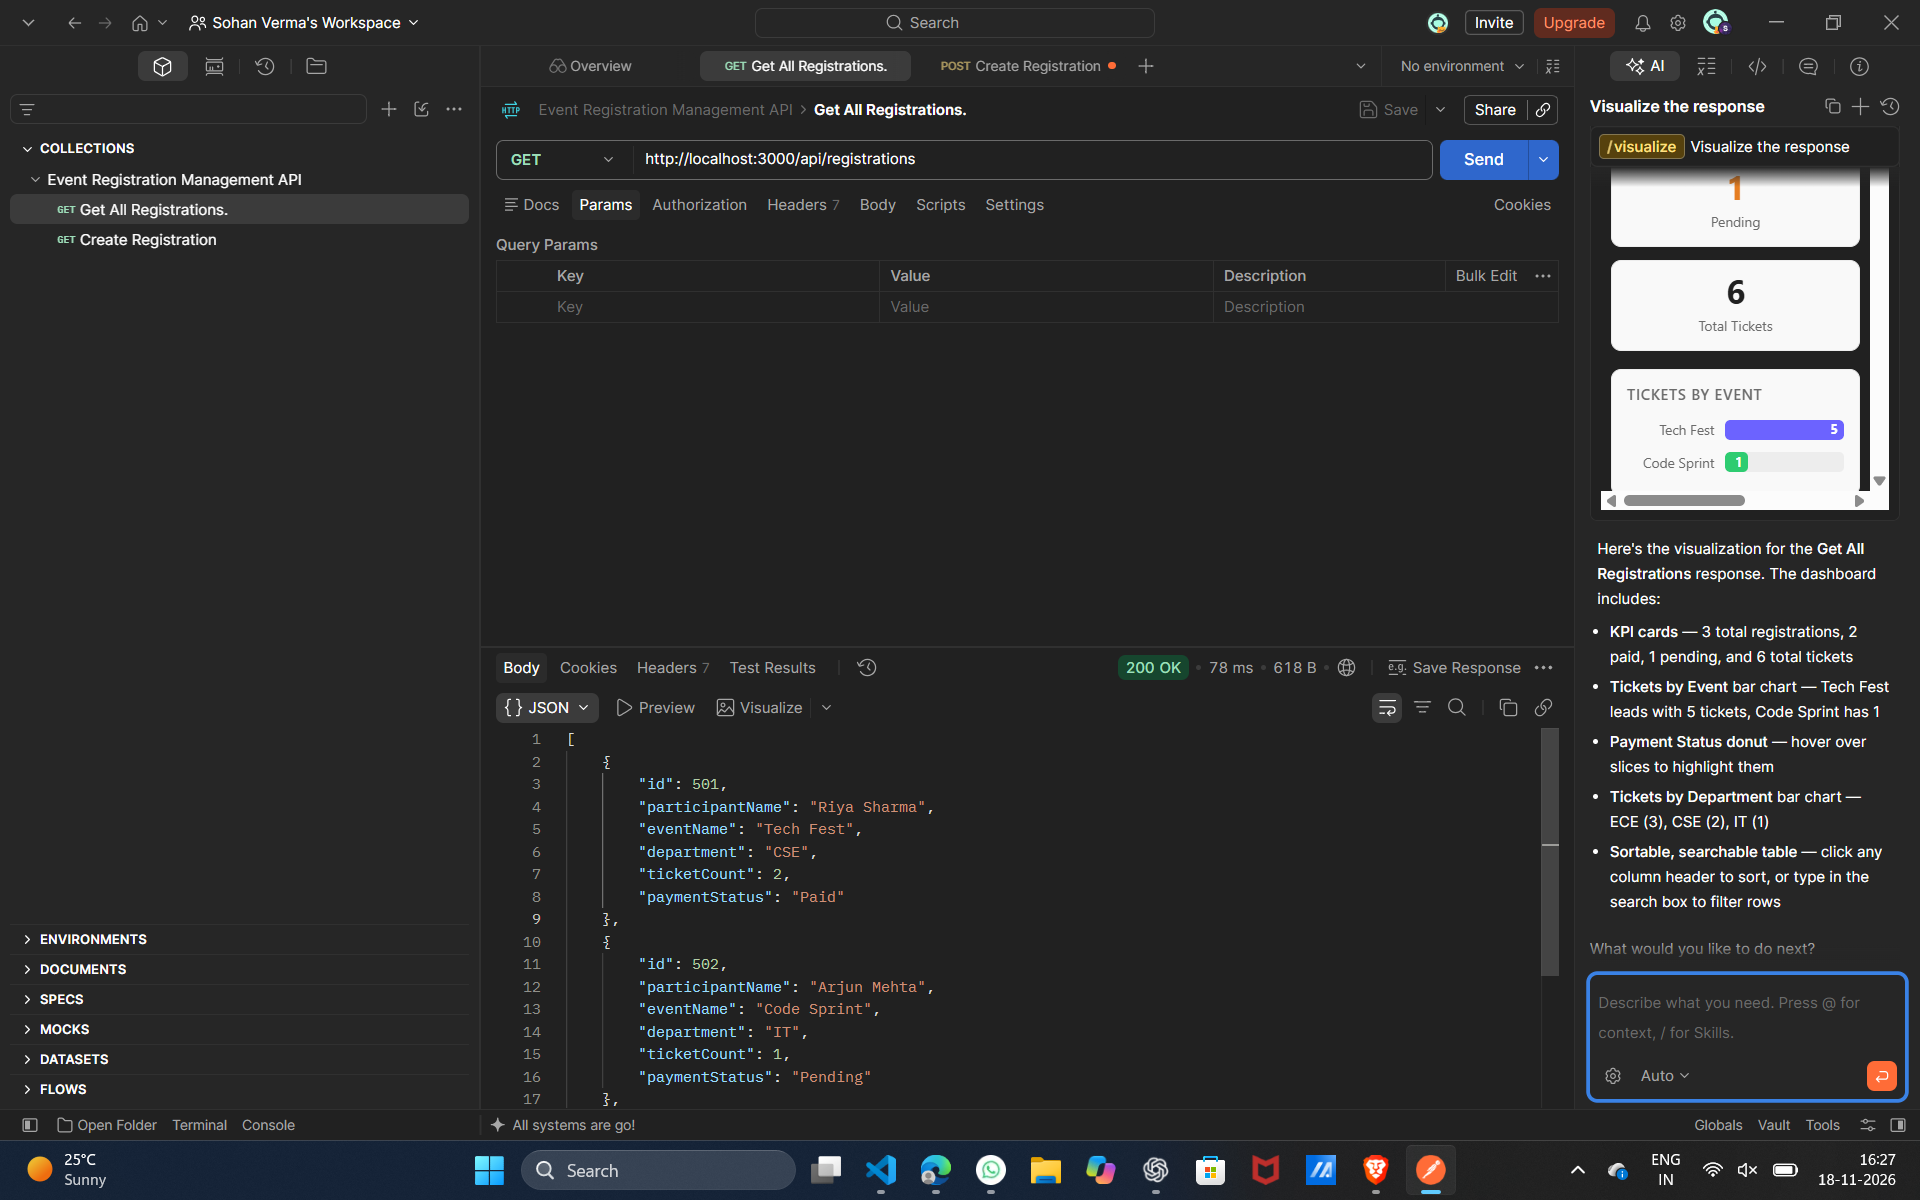 Sohan Verma's Workspace
Search
Invite
Upgrade
COLLECTIONS
Event Registration Management API
GET Get All Registrations.
GET Create Registration
ENVIRONMENTS
DOCUMENTS
SPECS
MOCKS
DATASETS
FLOWS
Overview
GET Get All Registrations.
POST Create Registration
No environment
HTTP Event Registration Management API > Get All Registrations.
Save
Share
GET
http://localhost:3000/api/registrations
Send
Docs Params Authorization Headers 7 Body Scripts Settings Cookies
Query Params
Key Value Description Bulk Edit
Key Value Description
Body Cookies Headers 7 Test Results
200 OK • 78 ms • 618 B
e.g. Save Response
{} JSON Preview Visualize
1 [
2 {
3 "id": 501,
4 "participantName": "Riya Sharma",
5 "eventName": "Tech Fest",
6 "department": "CSE",
7 "ticketCount": 2,
8 "paymentStatus": "Paid"
9 },
10 {
11 "id": 502,
12 "participantName": "Arjun Mehta",
13 "eventName": "Code Sprint",
14 "department": "IT",
15 "ticketCount": 1,
16 "paymentStatus": "Pending"
17 },
AI
Visualize the response
/visualize Visualize the response
1
Pending
6
Total Tickets
TICKETS BY EVENT
Tech Fest 5
Code Sprint 1
Here's the visualization for the Get All
Registrations response. The dashboard
includes:
• KPI cards — 3 total registrations, 2
paid, 1 pending, and 6 total tickets
• Tickets by Event bar chart — Tech Fest
leads with 5 tickets, Code Sprint has 1
• Payment Status donut — hover over
slices to highlight them
• Tickets by Department bar chart —
ECE (3), CSE (2), IT (1)
• Sortable, searchable table — click any
column header to sort, or type in the
search box to filter rows
What would you like to do next?
Describe what you need. Press @ for
context, / for Skills.
Auto
Open Folder Terminal Console
All systems are go!
Globals Vault Tools
25°C
Sunny
Search
ENG
IN
16:27
18-11-2026